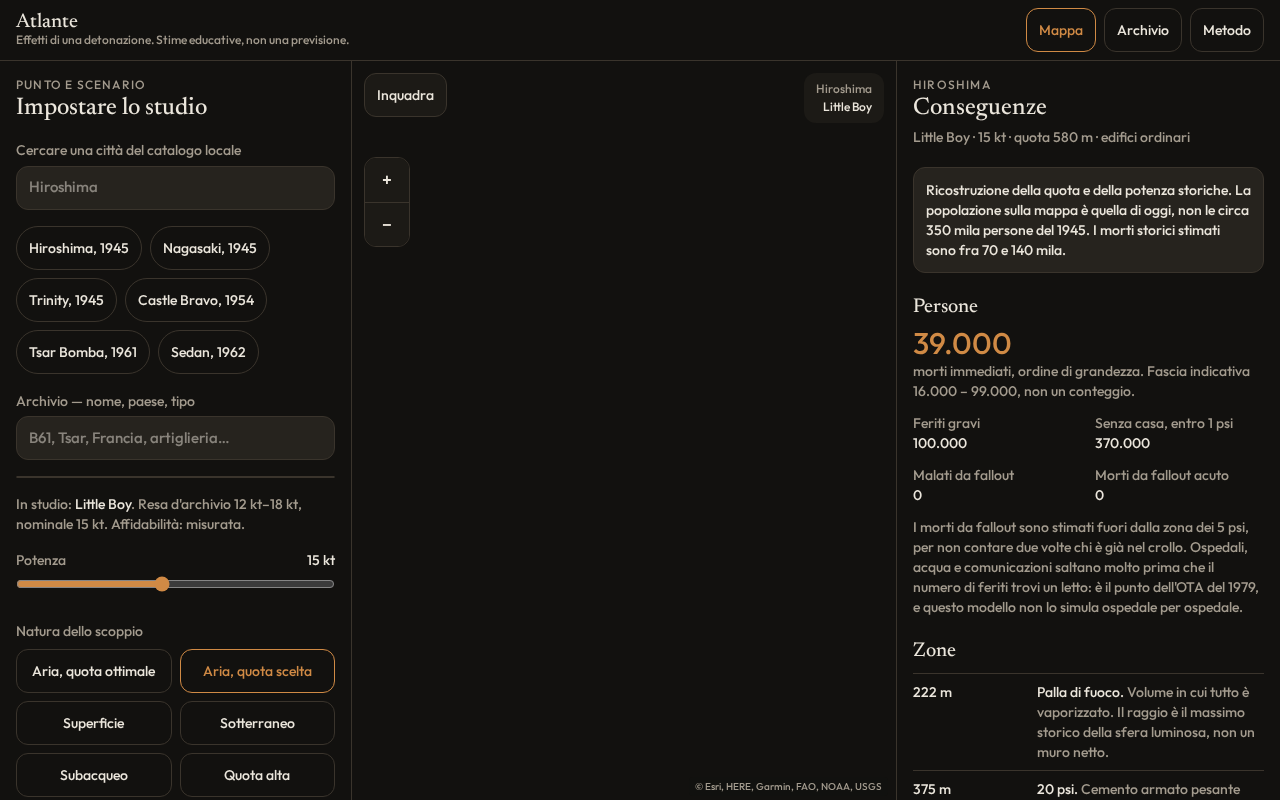 Atlante
Effetti di una detonazione. Stime educative, non una previsione.
Mappa
Archivio
Metodo
PUNTO E SCENARIO
Impostare lo studio
Cercare una città del catalogo locale
Hiroshima
Hiroshima, 1945
Nagasaki, 1945
Trinity, 1945
Castle Bravo, 1954
Tsar Bomba, 1961
Sedan, 1962
Archivio — nome, paese, tipo
B61, Tsar, Francia, artiglieria…
In studio: Little Boy. Resa d’archivio 12 kt–18 kt,
nominale 15 kt. Affidabilità: misurata.
Potenza
15 kt
Natura dello scoppio
Aria, quota ottimale
Aria, quota scelta
Superficie
Sotterraneo
Subacqueo
Quota alta
Inquadra
Hiroshima
Little Boy
+
−
© Esri, HERE, Garmin, FAO, NOAA, USGS
HIROSHIMA
Conseguenze
Little Boy · 15 kt · quota 580 m · edifici ordinari
Ricostruzione della quota e della potenza storiche. La
popolazione sulla mappa è quella di oggi, non le circa
350 mila persone del 1945. I morti storici stimati
sono fra 70 e 140 mila.
Persone
39.000
morti immediati, ordine di grandezza. Fascia indicativa
16.000 – 99.000, non un conteggio.
Feriti gravi
100.000
Senza casa, entro 1 psi
370.000
Malati da fallout
0
Morti da fallout acuto
0
I morti da fallout sono stimati fuori dalla zona dei 5 psi,
per non contare due volte chi è già nel crollo. Ospedali,
acqua e comunicazioni saltano molto prima che il
numero di feriti trovi un letto: è il punto dell’OTA del 1979,
e questo modello non lo simula ospedale per ospedale.
Zone
222 m
Palla di fuoco. Volume in cui tutto è
vaporizzato. Il raggio è il massimo
storico della sfera luminosa, non un
muro netto.
375 m
20 psi. Cemento armato pesante